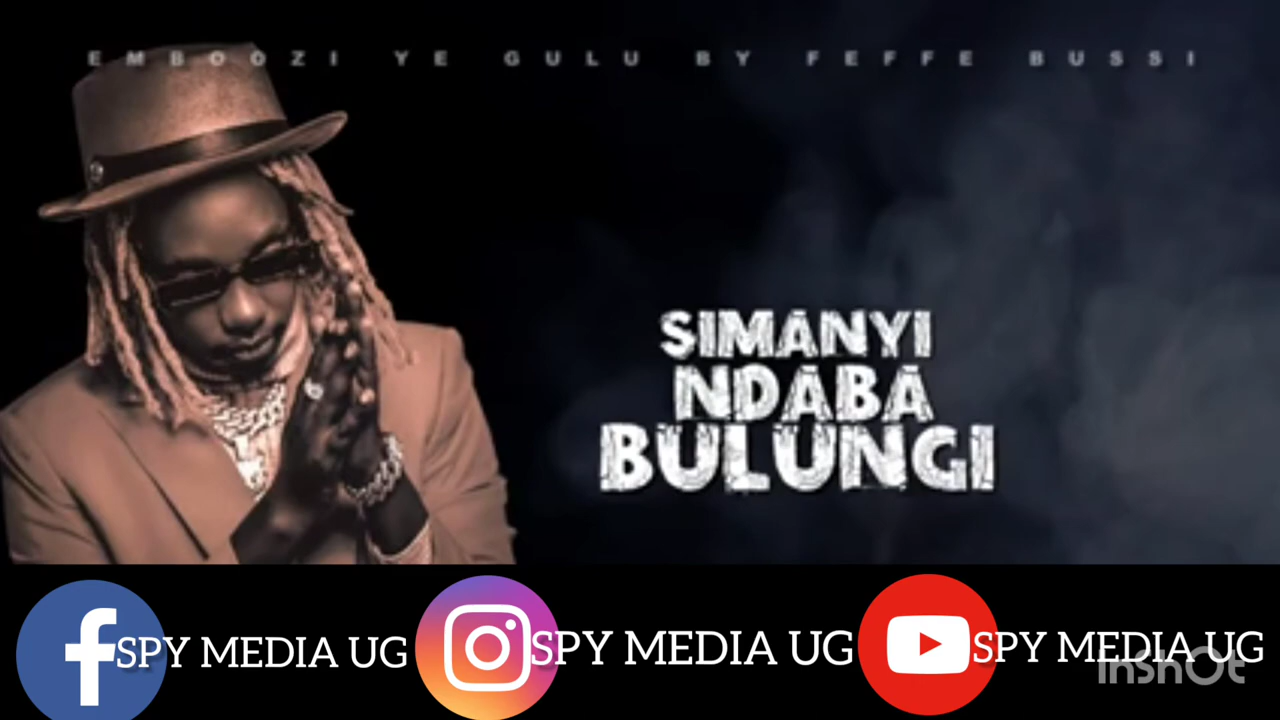 EMBOOZI YE GULU BY FEFFE BUSSI
SIMANYI
NDABA
BULUNGI
SPY MEDIA UG
SPY MEDIA UG
SPY MEDIA UG
InShOt